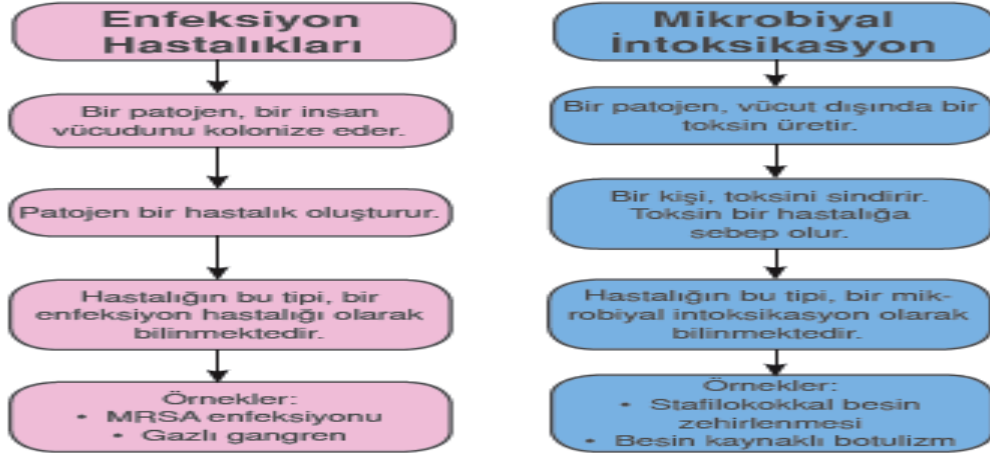 Enfeksiyon
Hastalıkları
Bir patojen, bir insan
vücudunu kolonize eder.
Patojen bir hastalık oluşturur.
Hastalığın bu tipi, bir
enfeksiyon hastalığı olarak
bilinmektedir.
Örnekler:
• MRSA enfeksiyonu
• Gazlı gangren
Mikrobiyal
İntoksikasyon
Bir patojen, vücut dışında bir
toksin üretir.
Bir kişi, toksini sindirir.
Toksin bir hastalığa
sebep olur.
Hastalığın bu tipi, bir mik-
robiyal intoksikasyon olarak
bilinmektedir.
Örnekler:
• Stafilokokkal besin
zehirlenmesi
• Besin kaynaklı botulizm